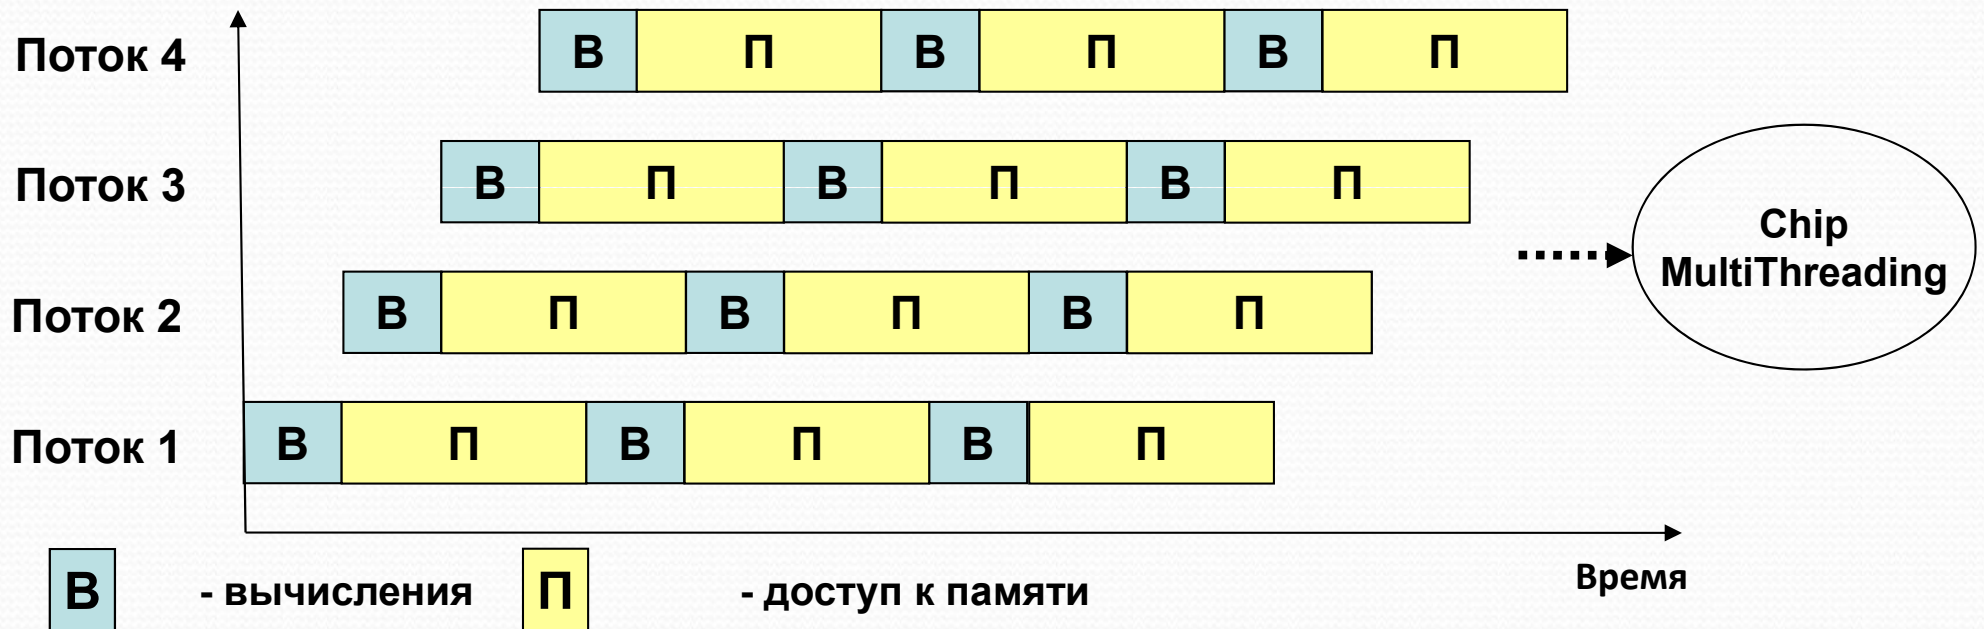 Поток 4 В П В П В П
Поток 3 В П В П В П
Chip
MultiThreading
Поток 2 В П В П В П
Поток 1 В П В П В П
Время
В - вычисления П - доступ к памяти